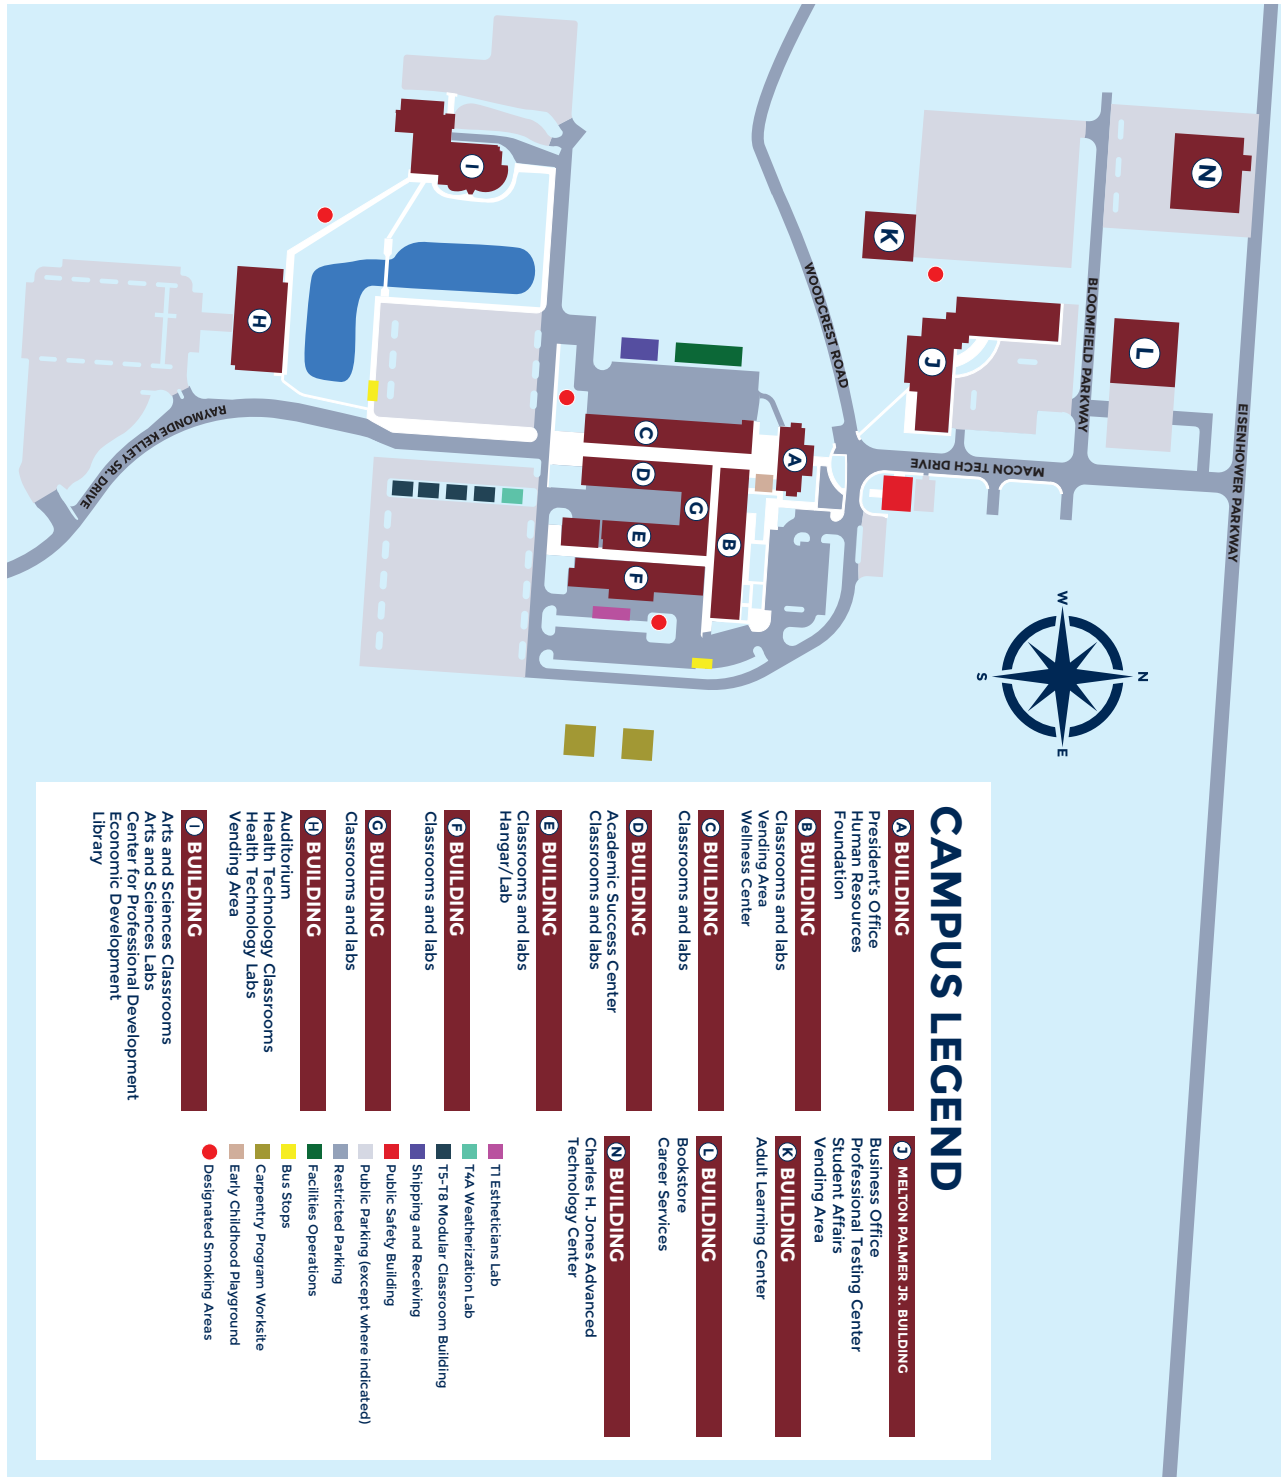 EISENHOWER PARKWAY
BLOOMFIELD PARKWAY
WOODCREST ROAD
MACON TECH DRIVE
RAYMONDE KELLEY SR. DRIVE
N
L
K
J
A
B
C
D
G
E
F
I
H
N
W
E
S
CAMPUS LEGEND
A BUILDING
President's Office
Human Resources
Foundation
B BUILDING
Classrooms and labs
Vending Area
Wellness Center
C BUILDING
Classrooms and labs
D BUILDING
Academic Success Center
Classrooms and labs
E BUILDING
Classrooms and labs
Hangar/Lab
F BUILDING
Classrooms and labs
G BUILDING
Classrooms and labs
H BUILDING
Auditorium
Health Technology Classrooms
Health Technology Labs
Vending Area
I BUILDING
Arts and Sciences Classrooms
Arts and Sciences Labs
Center for Professional Development
Economic Development
Library
J MELTON PALMER JR. BUILDING
Business Office
Professional Testing Center
Student Affairs
Vending Area
K BUILDING
Adult Learning Center
L BUILDING
Bookstore
Career Services
N BUILDING
Charles H. Jones Advanced
Technology Center
T1 Estheticians Lab
T4A Weatherization Lab
T5-T8 Modular Classroom Building
Shipping and Receiving
Public Safety Building
Public Parking (except where indicated)
Restricted Parking
Facilities Operations
Bus Stops
Carpentry Program Worksite
Early Childhood Playground
Designated Smoking Areas